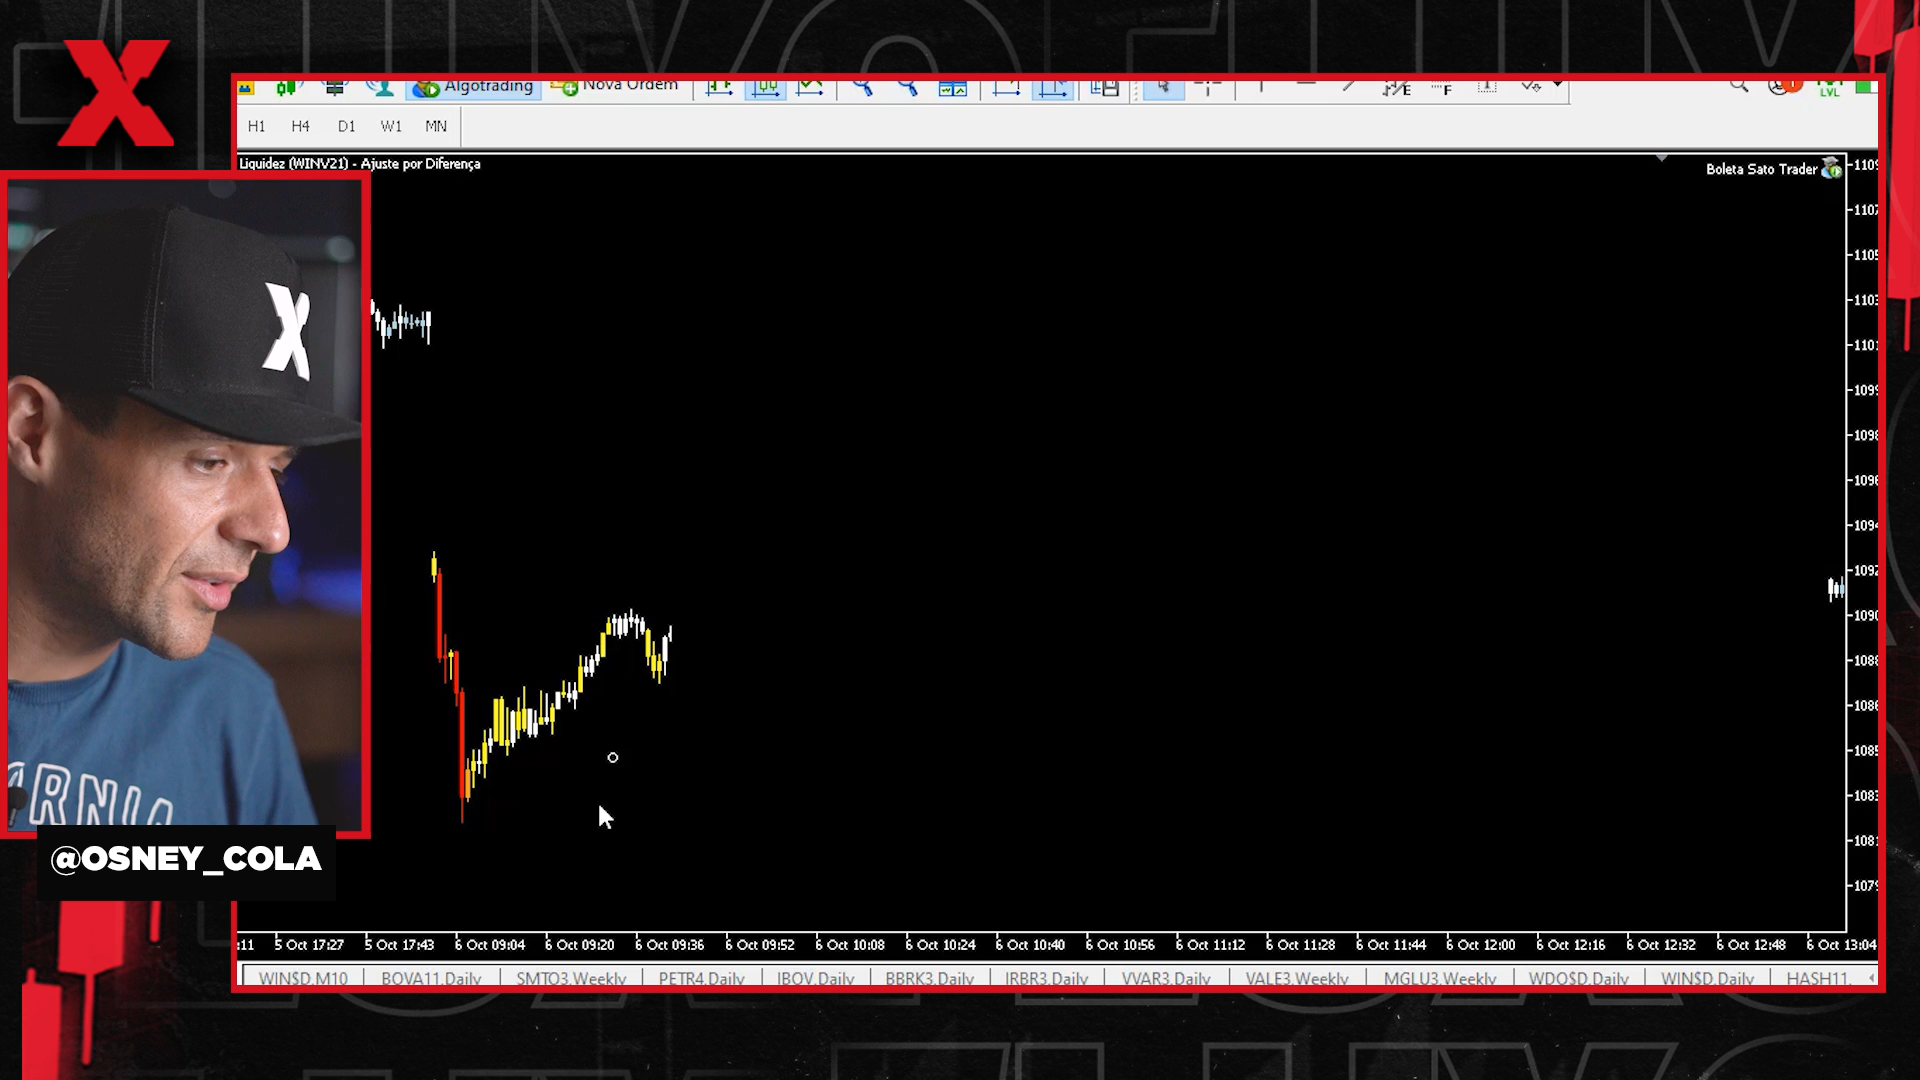 X
Algotrading
Nova Ordem
E
F
LVL
H1 H4 D1 W1 MN
Liquidez (WINV21) - Ajuste por Diferença
Boleta Sato Trader
X
RNIA
@OSNEY_COLA
:11 5 Oct 17:27 5 Oct 17:43 6 Oct 09:04 6 Oct 09:20 6 Oct 09:36 6 Oct 09:52 6 Oct 10:08 6 Oct 10:24 6 Oct 10:40 6 Oct 10:56 6 Oct 11:12 6 Oct 11:28 6 Oct 11:44 6 Oct 12:00 6 Oct 12:16 6 Oct 12:32 6 Oct 12:48 6 Oct 13:04
WIN$D.M10 BOVA11.Daily SMTO3.Weekly PETR4.Daily IBOV.Daily BBRK3.Daily IRBR3.Daily VVAR3.Daily VALE3.Weekly MGLU3.Weekly WDO$D.Daily WIN$D.Daily HASH11.